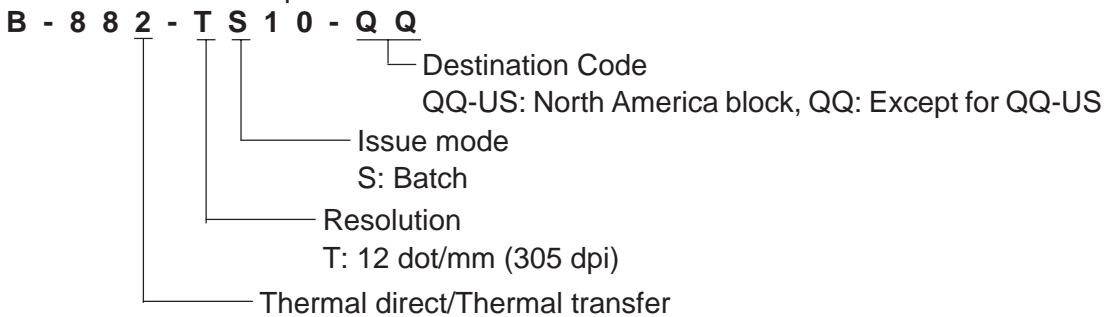 B - 8 8 2 - T S 1 0 - Q Q
Destination Code
QQ-US: North America block, QQ: Except for QQ-US
Issue mode
S: Batch
Resolution
T: 12 dot/mm (305 dpi)
Thermal direct/Thermal transfer